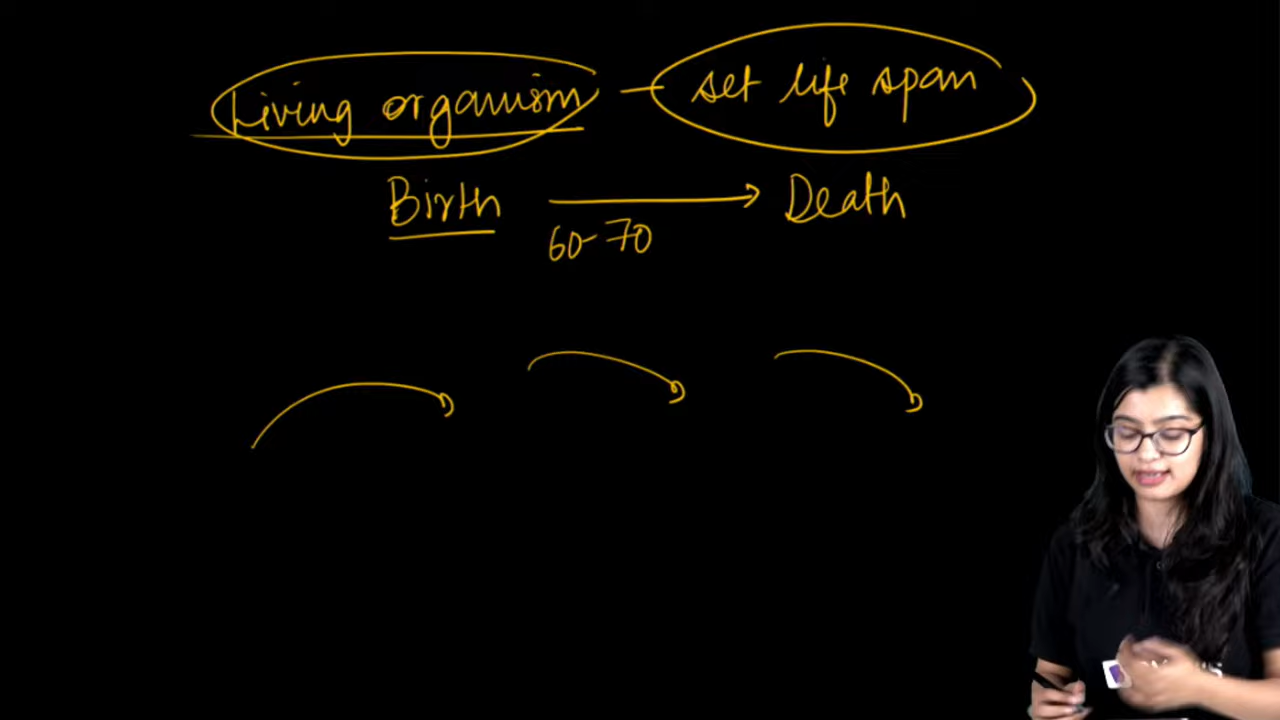 Living organism — set life span
Birth → Death
60-70